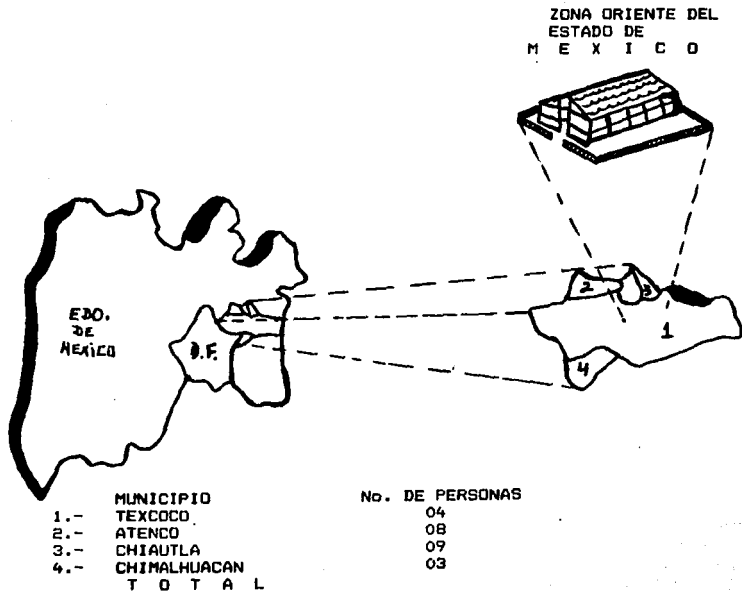 ZONA ORIENTE DEL
ESTADO DE
M E X I C O
2
3
1
4
EDO.
DE
MEXICO
D.F.
MUNICIPIO No. DE PERSONAS
1.- TEXCOCO 04
2.- ATENCO 08
3.- CHIAUTLA 09
4.- CHIMALHUACAN 03
T O T A L